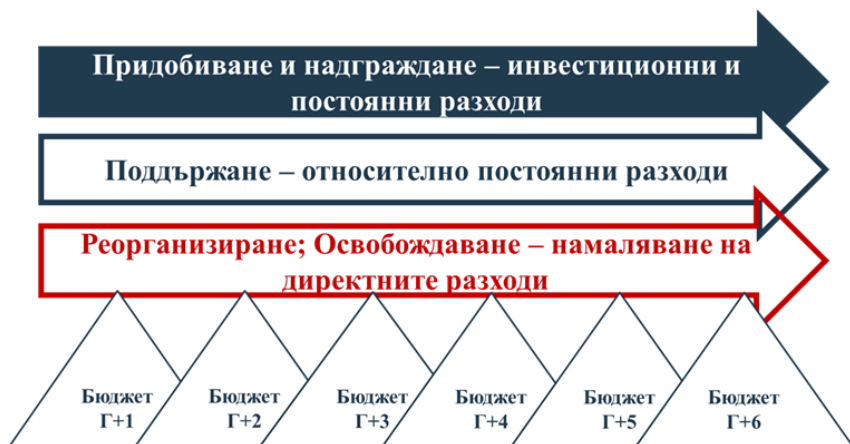 Придобиване и надграждане – инвестиционни и
постоянни разходи
Поддържане – относително постоянни разходи
Реорганизиране; Освобождаване – намаляване на
директните разходи
Бюджет
Г+1
Бюджет
Г+2
Бюджет
Г+3
Бюджет
Г+4
Бюджет
Г+5
Бюджет
Г+6